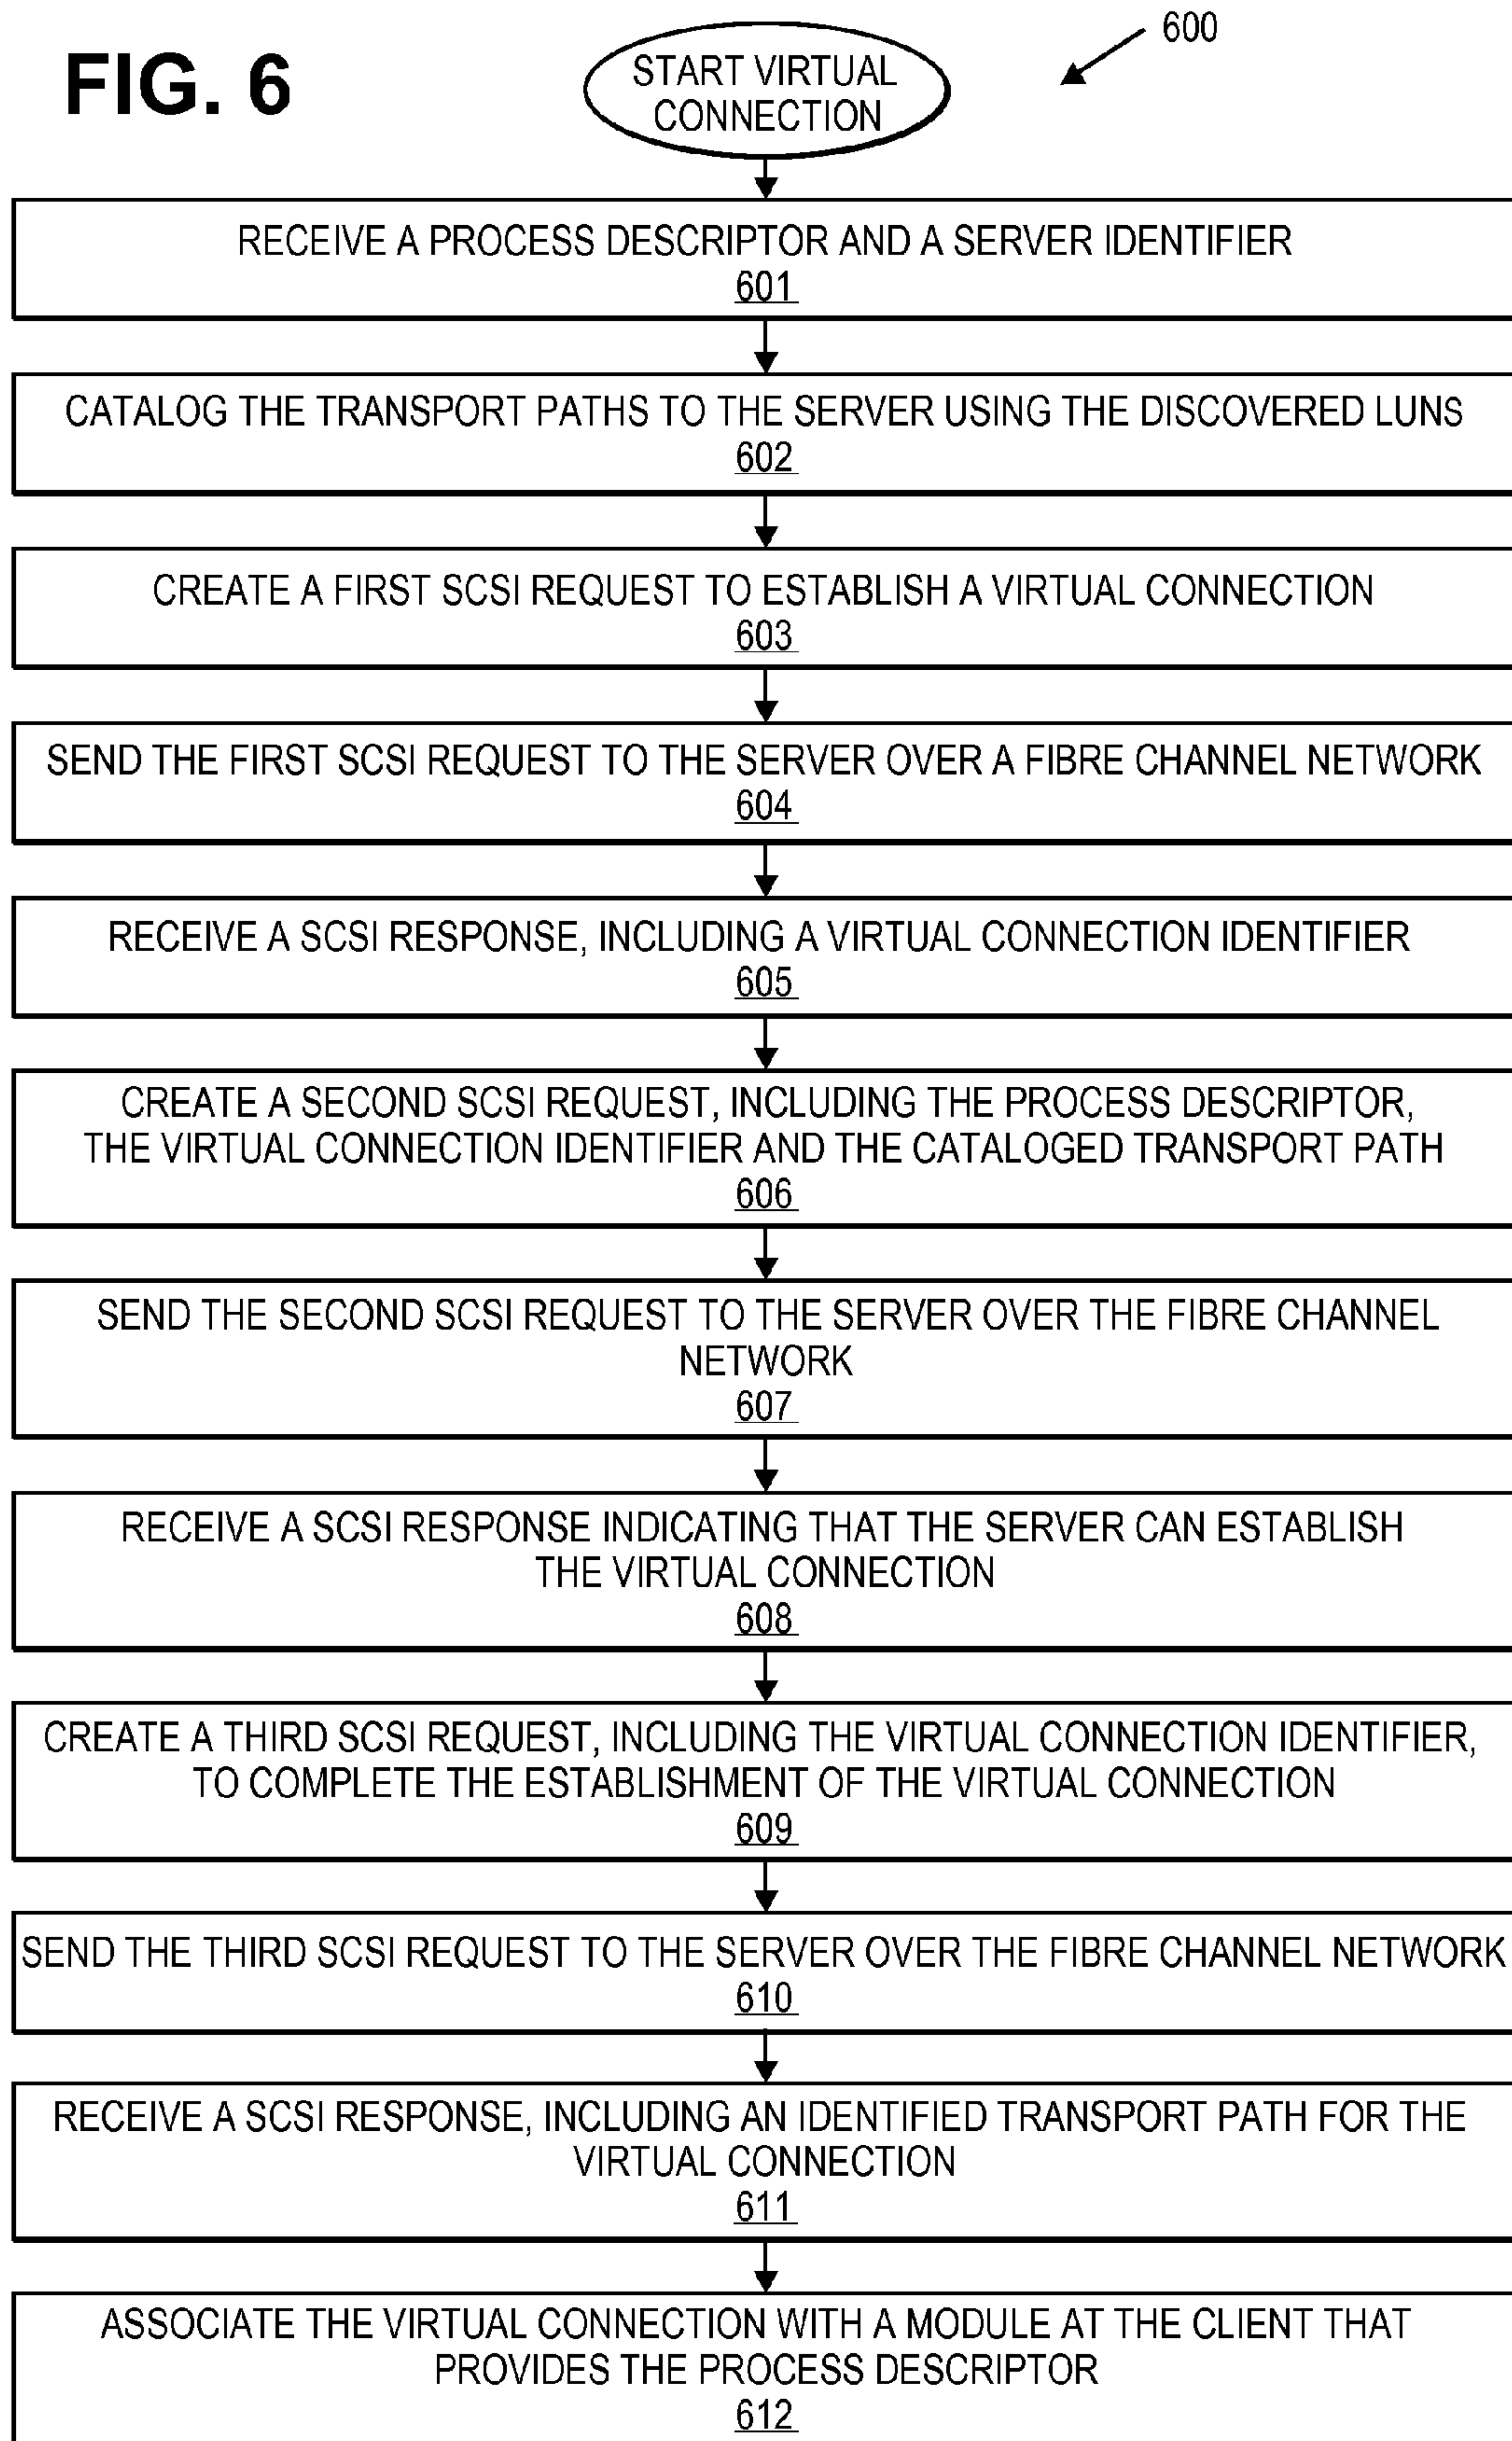 FIG. 6
600
START VIRTUAL
CONNECTION
RECEIVE A PROCESS DESCRIPTOR AND A SERVER IDENTIFIER
601
CATALOG THE TRANSPORT PATHS TO THE SERVER USING THE DISCOVERED LUNS
602
CREATE A FIRST SCSI REQUEST TO ESTABLISH A VIRTUAL CONNECTION
603
SEND THE FIRST SCSI REQUEST TO THE SERVER OVER A FIBRE CHANNEL NETWORK
604
RECEIVE A SCSI RESPONSE, INCLUDING A VIRTUAL CONNECTION IDENTIFIER
605
CREATE A SECOND SCSI REQUEST, INCLUDING THE PROCESS DESCRIPTOR,
THE VIRTUAL CONNECTION IDENTIFIER AND THE CATALOGED TRANSPORT PATH
606
SEND THE SECOND SCSI REQUEST TO THE SERVER OVER THE FIBRE CHANNEL
NETWORK
607
RECEIVE A SCSI RESPONSE INDICATING THAT THE SERVER CAN ESTABLISH
THE VIRTUAL CONNECTION
608
CREATE A THIRD SCSI REQUEST, INCLUDING THE VIRTUAL CONNECTION IDENTIFIER,
TO COMPLETE THE ESTABLISHMENT OF THE VIRTUAL CONNECTION
609
SEND THE THIRD SCSI REQUEST TO THE SERVER OVER THE FIBRE CHANNEL NETWORK
610
RECEIVE A SCSI RESPONSE, INCLUDING AN IDENTIFIED TRANSPORT PATH FOR THE
VIRTUAL CONNECTION
611
ASSOCIATE THE VIRTUAL CONNECTION WITH A MODULE AT THE CLIENT THAT
PROVIDES THE PROCESS DESCRIPTOR
612